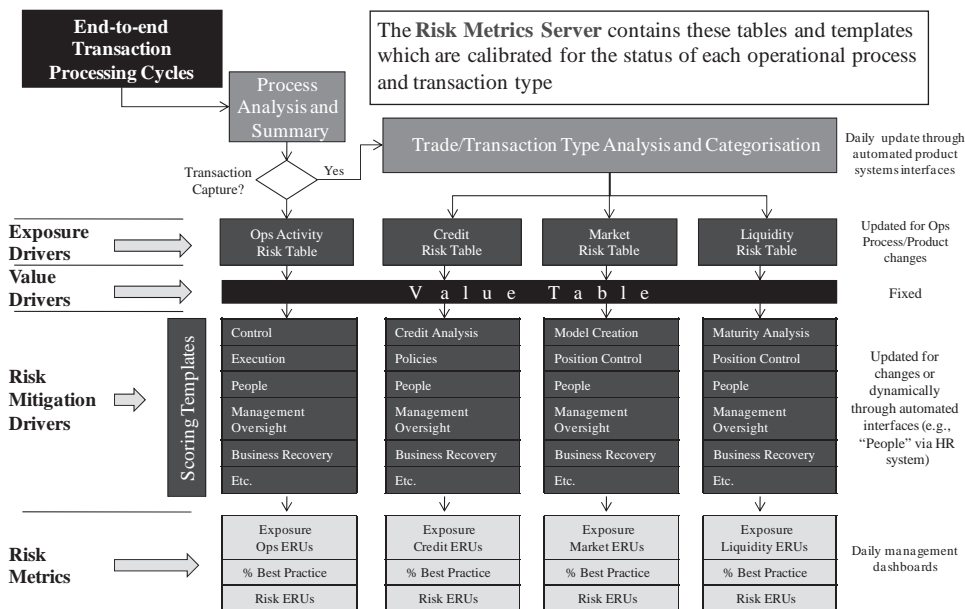 End-to-end
Transaction
Processing Cycles
The Risk Metrics Server contains these tables and templates
which are calibrated for the status of each operational process
and transaction type
Process
Analysis and
Summary
Trade/Transaction Type Analysis and Categorisation
Daily update through
automated product
systems interfaces
Transaction
Capture?
Yes
Exposure
Drivers
Ops Activity
Risk Table
Credit
Risk Table
Market
Risk Table
Liquidity
Risk Table
Updated for Ops
Process/Product
changes
Value
Drivers
Value Table
Fixed
Risk
Mitigation
Drivers
Scoring Templates
Control
Execution
People
Management
Oversight
Business Recovery
Etc.
Credit Analysis
Policies
People
Management
Oversight
Business Recovery
Etc.
Model Creation
Position Control
People
Management
Oversight
Business Recovery
Etc.
Maturity Analysis
Position Control
People
Management
Oversight
Business Recovery
Etc.
Updated for
changes or
dynamically
through automated
interfaces (e.g.,
“People” via HR
system)
Risk
Metrics
Exposure
Ops ERUs
% Best Practice
Risk ERUs
Exposure
Credit ERUs
% Best Practice
Risk ERUs
Exposure
Market ERUs
% Best Practice
Risk ERUs
Exposure
Liquidity ERUs
% Best Practice
Risk ERUs
Daily management
dashboards